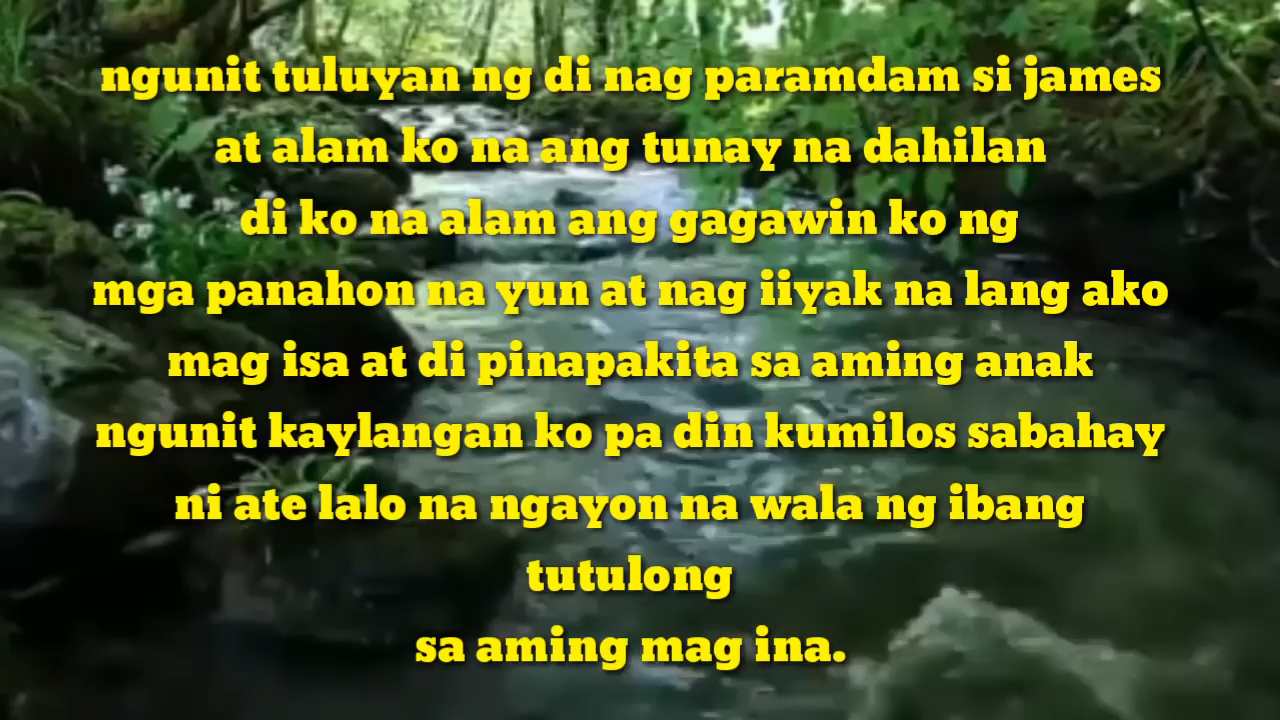 ngunit tuluyan ng di nag paramdam si james
at alam ko na ang tunay na dahilan
di ko na alam ang gagawin ko ng
mga panahon na yun at nag iiyak na lang ako
mag isa at di pinapakita sa aming anak
ngunit kaylangan ko pa din kumilos sabahay
ni ate lalo na ngayon na wala ng ibang
tutulong
sa aming mag ina.